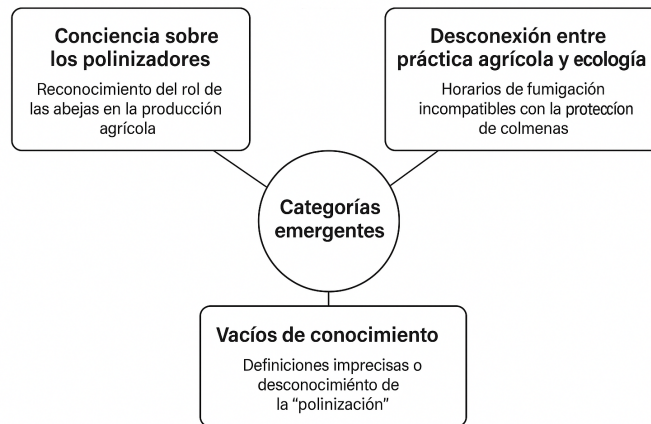 Conciencia sobre
los polinizadores
Reconocimiento del rol de
las abejas en la producción
agrícola
Desconexión entre
práctica agrícola y ecología
Horarios de fumigación
incompatibles con la proteccíon
de colmenas
Categorías
emergentes
Vacíos de conocimiento
Definiciones imprecisas o
desconocimiénto de
la “polinización”